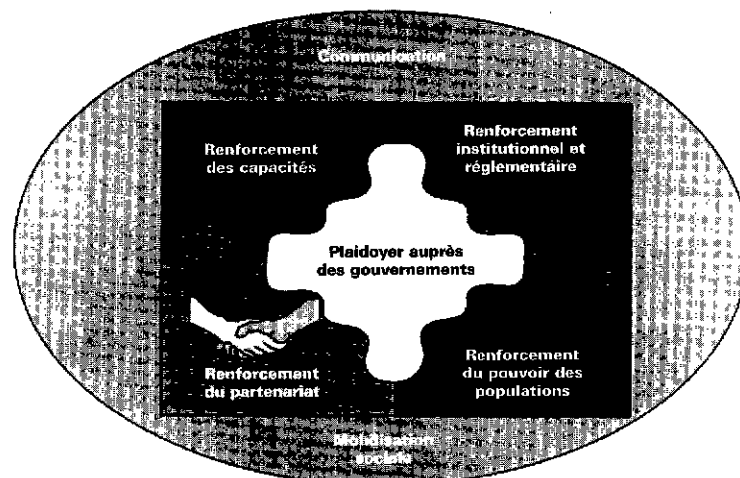 Communication
Renforcement
des capacités
Renforcement
institutionnel et
réglementaire
Plaidoyer auprès
des gouvernements
Renforcement
du partenariat
Renforcement
du pouvoir des
populations
Mobilisation
sociale